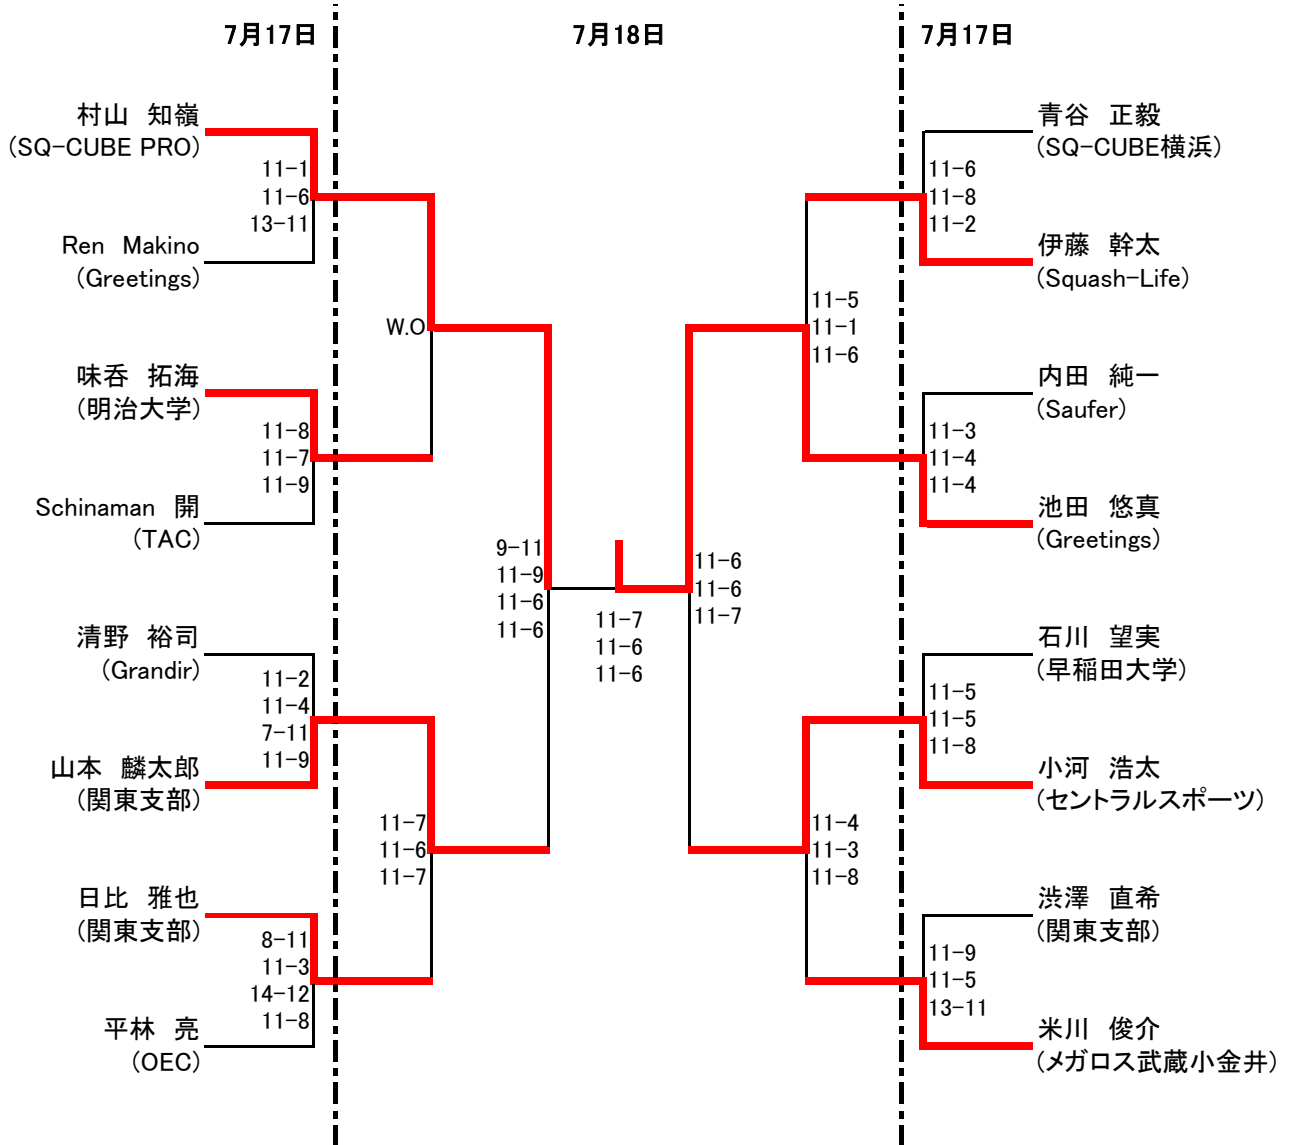 7月17日
7月18日
7月17日
村山 知嶺
(SQ-CUBE PRO)
11-1
11-6
13-11
Ren Makino
(Greetings)
W.O
味呑 拓海
(明治大学)
11-8
11-7
11-9
Schinaman 開
(TAC)
9-11
11-9
11-6
11-6
清野 裕司
(Grandir)
11-2
11-4
7-11
11-9
山本 麟太郎
(関東支部)
11-7
11-6
11-7
日比 雅也
(関東支部)
8-11
11-3
14-12
11-8
平林 亮
(OEC)
11-7
11-6
11-6
青谷 正毅
(SQ-CUBE横浜)
11-6
11-8
11-2
伊藤 幹太
(Squash-Life)
11-5
11-1
11-6
内田 純一
(Saufer)
11-3
11-4
11-4
池田 悠真
(Greetings)
11-6
11-6
11-7
石川 望実
(早稲田大学)
11-5
11-5
11-8
小河 浩太
(セントラルスポーツ)
11-4
11-3
11-8
渋澤 直希
(関東支部)
11-9
11-5
13-11
米川 俊介
(メガロス武蔵小金井)